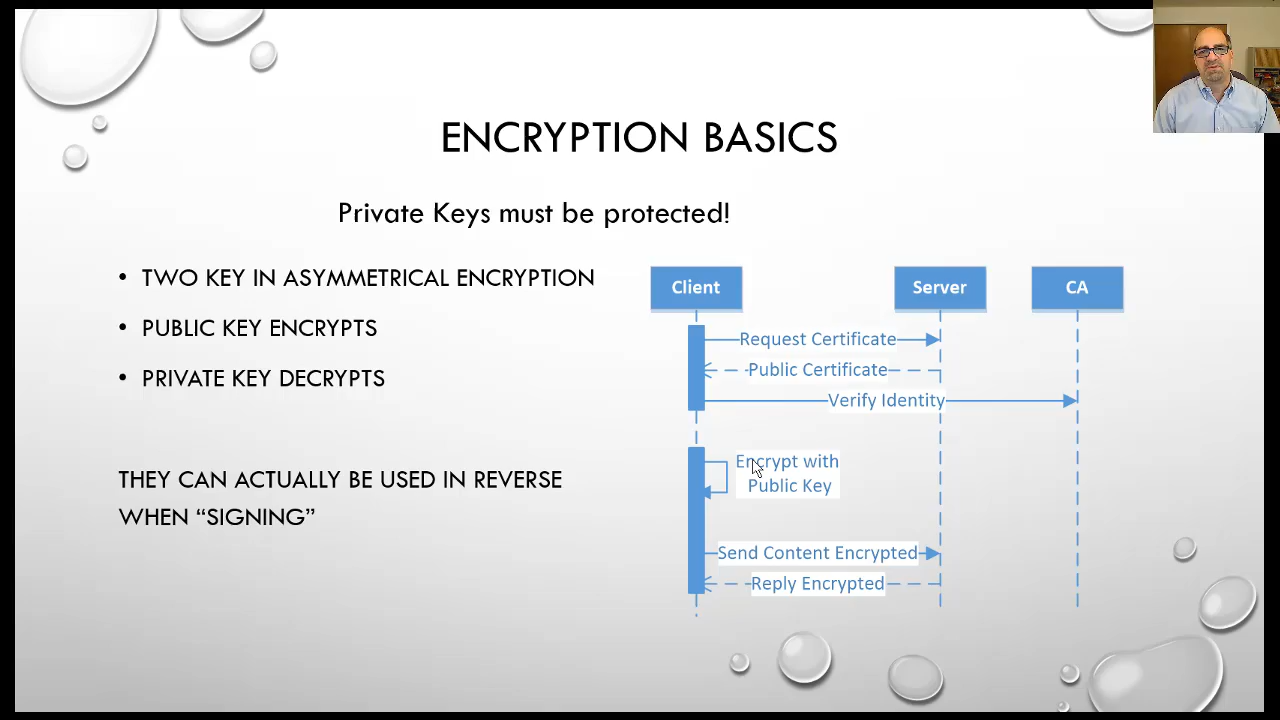 ENCRYPTION BASICS
Private Keys must be protected!
• TWO KEY IN ASYMMETRICAL ENCRYPTION
• PUBLIC KEY ENCRYPTS
• PRIVATE KEY DECRYPTS
THEY CAN ACTUALLY BE USED IN REVERSE
WHEN “SIGNING”
Client
Server
CA
Request Certificate
Public Certificate
Verify Identity
Encrypt with
Public Key
Send Content Encrypted
Reply Encrypted